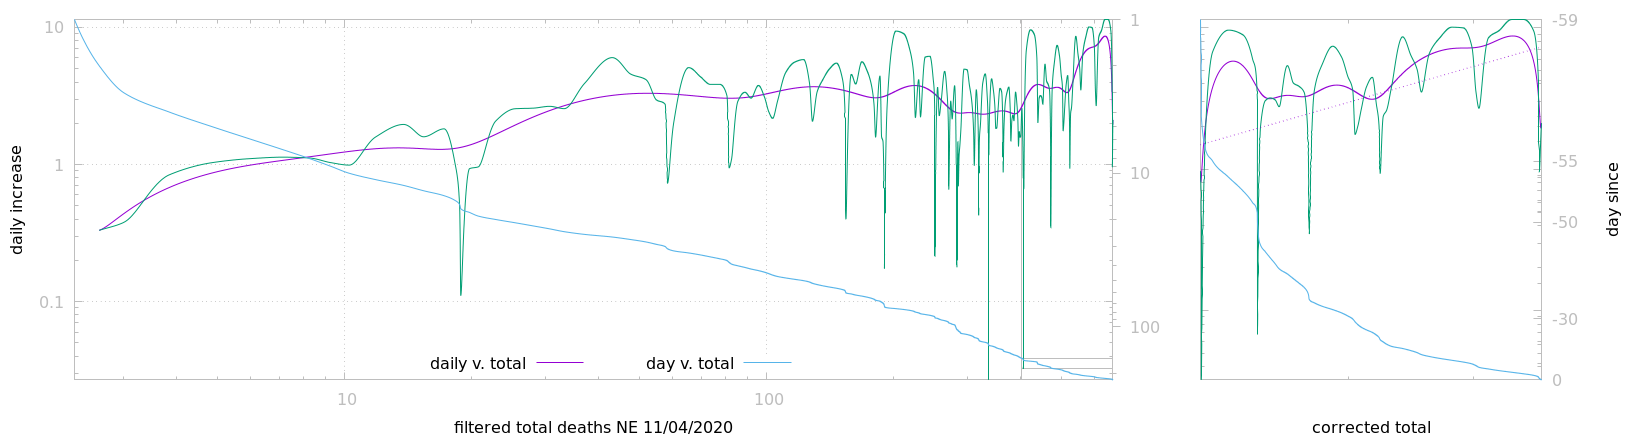 10
1
0.1
daily increase
10
100
1
10
100
daily v. total
day v. total
filtered total deaths NE 11/04/2020
-59
-55
-50
-30
0
day since
corrected total